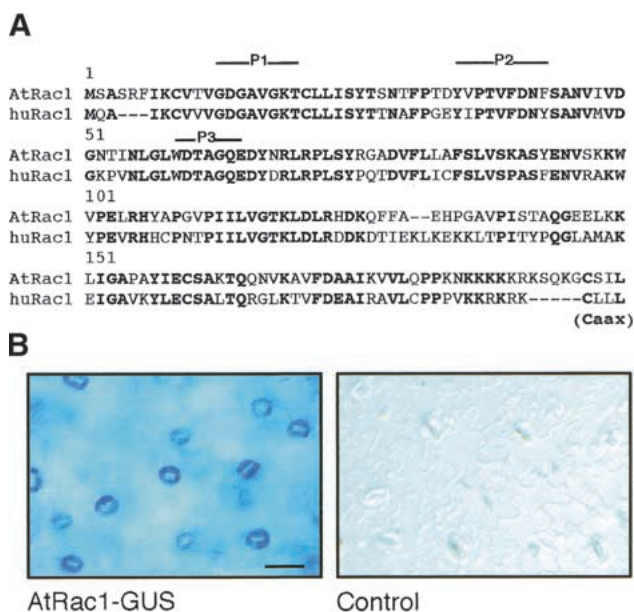 A
P1 P2
1
AtRac1 MSASRFIKCVTVGDGAVGKTCLLISYTSNTFPTDYVPTVFDNFSANVIVD
huRac1 MQA---IKCVVVGDGAVGKTCLLISYTTNAFPGEYIPTVFDNYSANVMVD
51 P3
AtRac1 GNTINLGLWDTAGQEDYNRLRPLSYRGADVFLLAFSLVSKASYENVSKKW
huRac1 GKPVNLGLWDTAGQEDYDRLRPLSYPQTDVFLICFSLVSPASFENVRAKW
101
AtRac1 VPELRHYAPGVPIILVGTKLDLRHDKQFFA--EHPGAVPISTAQGEELKK
huRac1 YPEVRHHCPNTPIILVGTKLDLRDDKDTIEKLKEKKLTPITYPQGLAMAK
151
AtRac1 LIGAPAYIECSAKTQQNVKAVFDAAIKVVLQPPKNKKKKKRKSQKGCSIL
huRac1 EIGAVKYLECSALTQRGLKTVFDEAIRAVLCPPPVKKRKRK-----CLLL
(Caax)
B
AtRac1-GUS Control